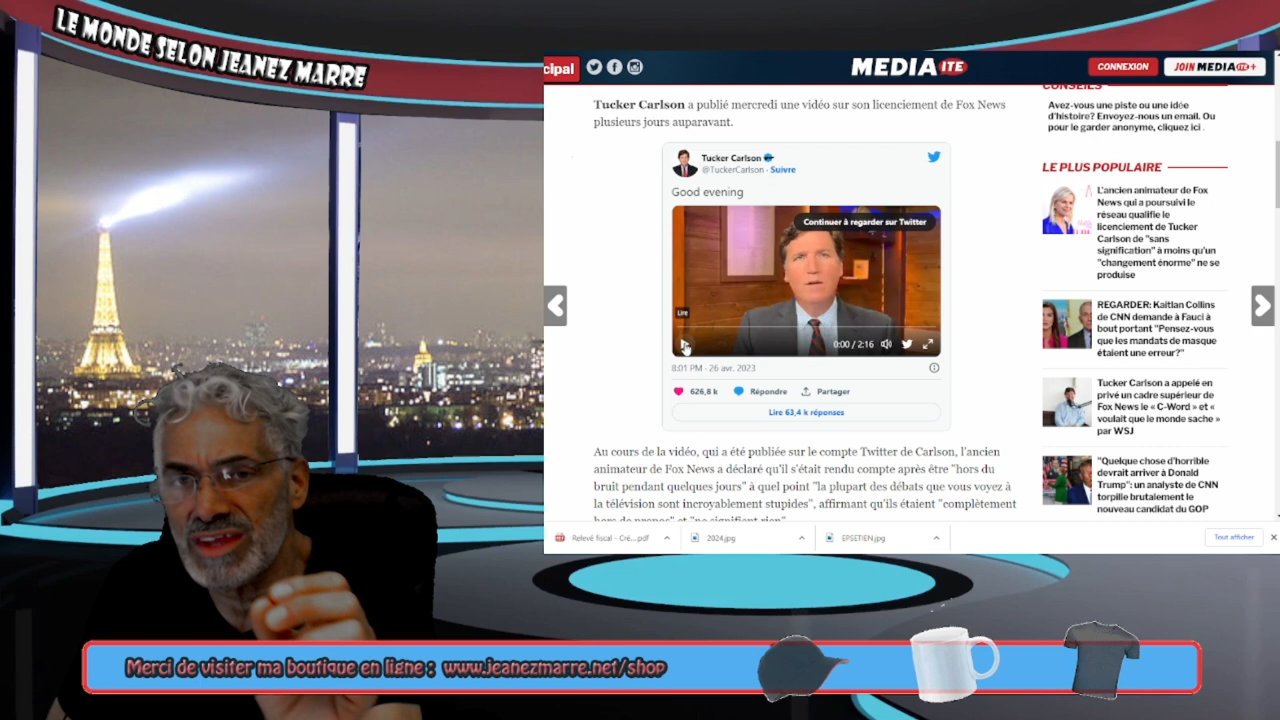 LE MONDE SELON JEANEZ MARRE
cipal
MEDIAITE
CONNEXION
JOIN MEDIAITE+
Tucker Carlson a publié mercredi une vidéo sur son licenciement de Fox News
plusieurs jours auparavant.
Tucker Carlson
@TuckerCarlson · Suivre
Good evening
Continuer à regarder sur Twitter
Lire
0:00 / 2:16
8:01 PM · 26 avr. 2023
626,8 k
Répondre
Partager
Lire 63,4 k réponses
Au cours de la vidéo, qui a été publiée sur le compte Twitter de Carlson, l'ancien
animateur de Fox News a déclaré qu'il s'était rendu compte après être "hors du
bruit pendant quelques jours" à quel point "la plupart des débats que vous voyez à
la télévision sont incroyablement stupides", affirmant qu'ils étaient "complètement
hors de propos" et "ne signifient rien".
CONSEILS
Avez-vous une piste ou une idée
d'histoire? Envoyez-nous un email. Ou
pour le garder anonyme, cliquez ici .
LE PLUS POPULAIRE
L'ancien animateur de Fox
News qui a poursuivi le
réseau qualifie le
licenciement de Tucker
Carlson de "sans
signification" à moins qu'un
"changement énorme" ne se
produise
REGARDER: Kaitlan Collins
de CNN demande à Fauci à
bout portant "Pensez-vous
que les mandats de masque
étaient une erreur?"
Tucker Carlson a appelé en
privé un cadre supérieur de
Fox News le « C-Word » et «
voulait que le monde sache »
par WSJ
"Quelque chose d'horrible
devrait arriver à Donald
Trump": un analyste de CNN
torpille brutalement le
nouveau candidat du GOP
Relevé fiscal - Cré....pdf
2024.jpg
EPSETIEN.jpg
Tout afficher
Merci de visiter ma boutique en ligne : www.jeanezmarre.net/shop